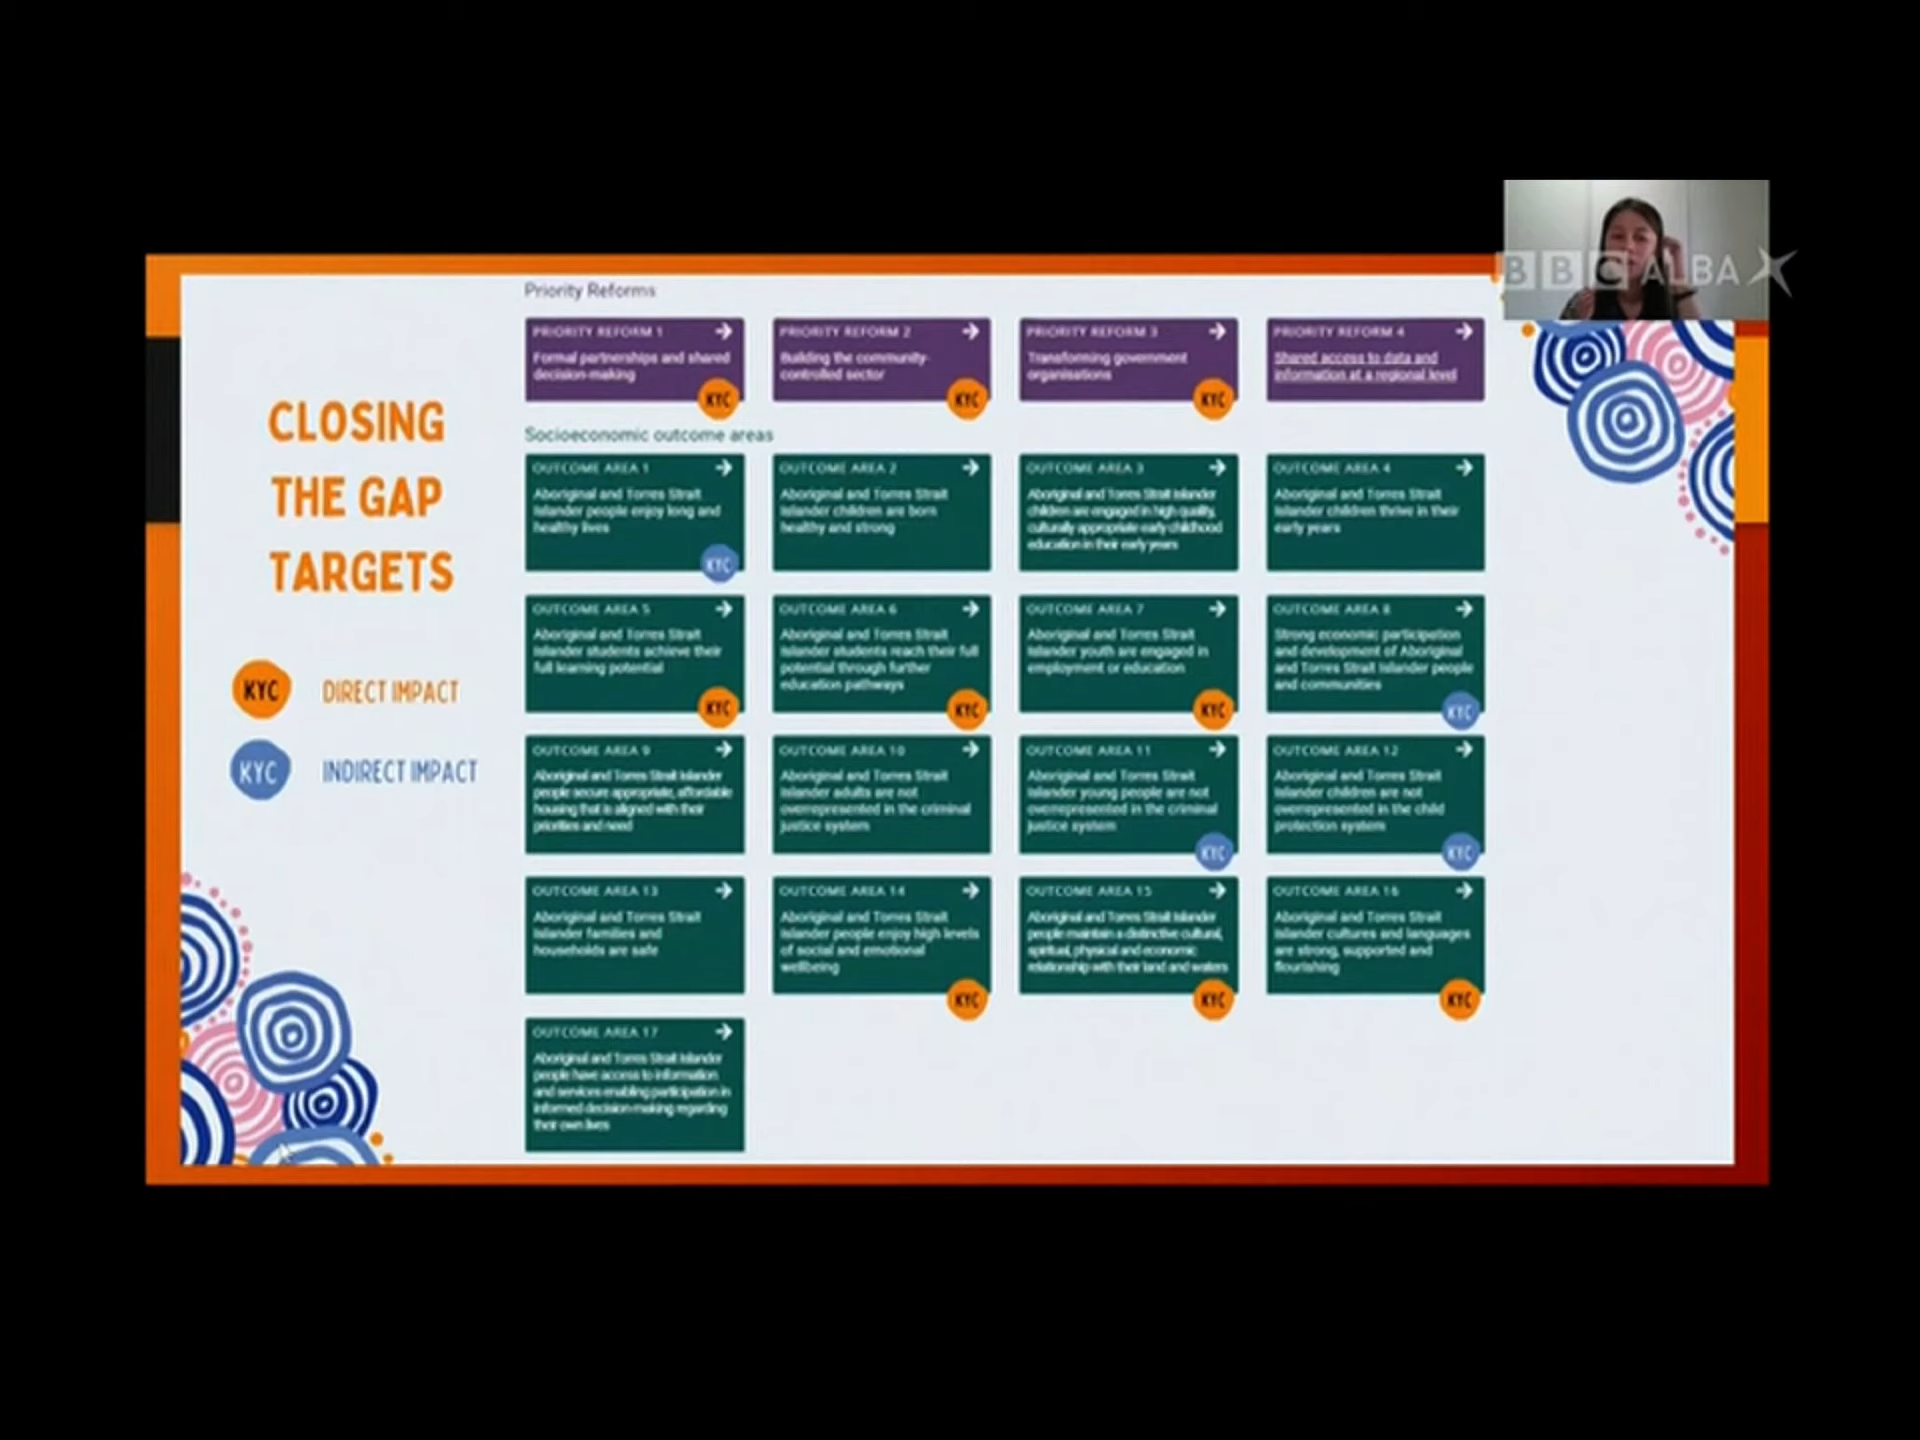 BBC ALBA
Priority Reforms
PRIORITY REFORM 1
Formal partnerships and shared
decision-making
KYC
PRIORITY REFORM 2
Building the community-
controlled sector
KYC
PRIORITY REFORM 3
Transforming government
organisations
KYC
PRIORITY REFORM 4
Shared access to data and
information at a regional level
CLOSING
THE GAP
TARGETS
KYC DIRECT IMPACT
KYC INDIRECT IMPACT
Socioeconomic outcome areas
OUTCOME AREA 1
Aboriginal and Torres Strait
Islander people enjoy long and
healthy lives
KYC
OUTCOME AREA 2
Aboriginal and Torres Strait
Islander children are born
healthy and strong
OUTCOME AREA 3
Aboriginal and Torres Strait Islander
children are engaged in high quality,
culturally appropriate early childhood
education in their early years
OUTCOME AREA 4
Aboriginal and Torres Strait
Islander children thrive in their
early years
OUTCOME AREA 5
Aboriginal and Torres Strait
Islander students achieve their
full learning potential
KYC
OUTCOME AREA 6
Aboriginal and Torres Strait
Islander students reach their full
potential through further
education pathways
KYC
OUTCOME AREA 7
Aboriginal and Torres Strait
Islander youth are engaged in
employment or education
KYC
OUTCOME AREA 8
Strong economic participation
and development of Aboriginal
and Torres Strait Islander people
and communities
KYC
OUTCOME AREA 9
Aboriginal and Torres Strait Islander
people secure appropriate, affordable
housing that is aligned with their
priorities and need
OUTCOME AREA 10
Aboriginal and Torres Strait
Islander adults are not
overrepresented in the criminal
justice system
OUTCOME AREA 11
Aboriginal and Torres Strait
Islander young people are not
overrepresented in the criminal
justice system
KYC
OUTCOME AREA 12
Aboriginal and Torres Strait
Islander children are not
overrepresented in the child
protection system
KYC
OUTCOME AREA 13
Aboriginal and Torres Strait
Islander families and
households are safe
OUTCOME AREA 14
Aboriginal and Torres Strait
Islander people enjoy high levels
of social and emotional
wellbeing
KYC
OUTCOME AREA 15
Aboriginal and Torres Strait Islander
people maintain a distinctive cultural,
spiritual, physical and economic
relationship with their land and waters
KYC
OUTCOME AREA 16
Aboriginal and Torres Strait
Islander cultures and languages
are strong, supported and
flourishing
KYC
OUTCOME AREA 17
Aboriginal and Torres Strait Islander
people have access to information
and services enabling participation in
informed decision-making regarding
their own lives